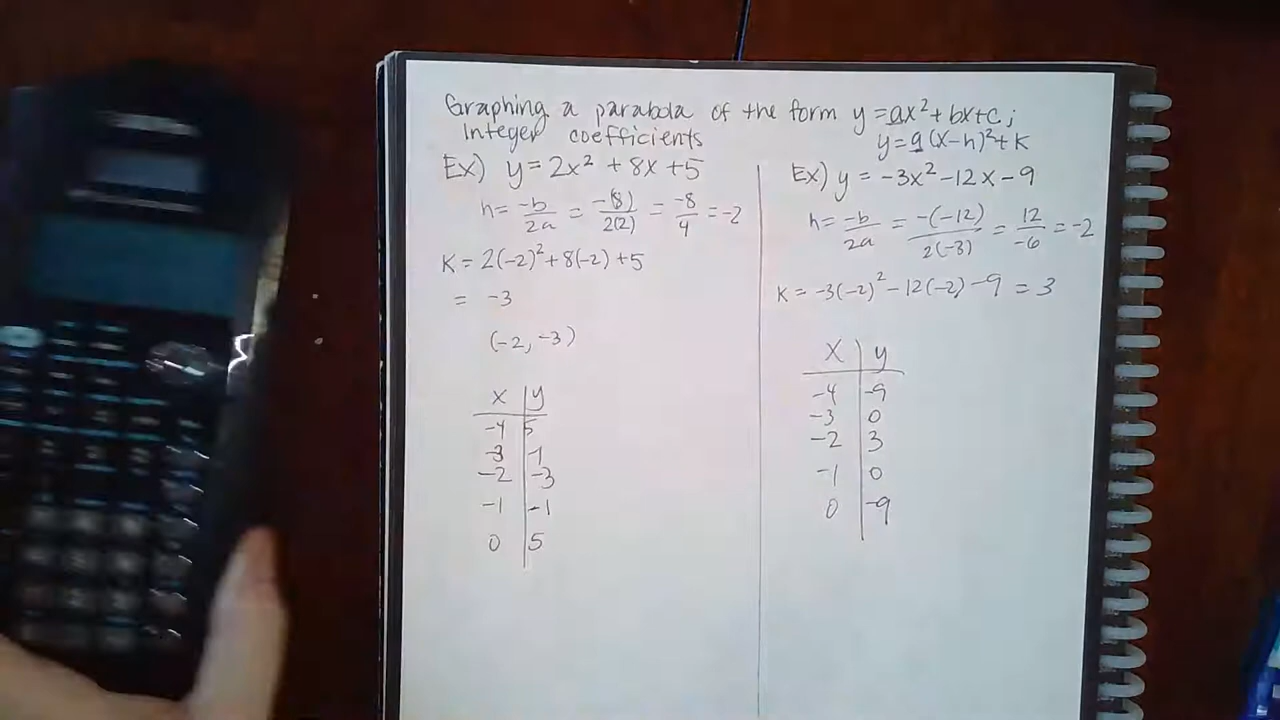 Graphing a parabola of the form y = ax² + bx + c;
Integer coefficients
y = a(x-h)² + k
Ex) y = 2x² + 8x + 5
h = -b/2a = -(8)/2(2) = -8/4 = -2
K = 2(-2)² + 8(-2) + 5
= -3
(-2, -3)
x | y
-4 | 5
-3 | -1
-2 | -3
-1 | -1
0 | 5
Ex) y = -3x² - 12x - 9
h = -b/2a = -(-12)/2(-3) = 12/-6 = -2
K = -3(-2)² - 12(-2) - 9 = 3
x | y
-4 | -9
-3 | 0
-2 | 3
-1 | 0
0 | -9